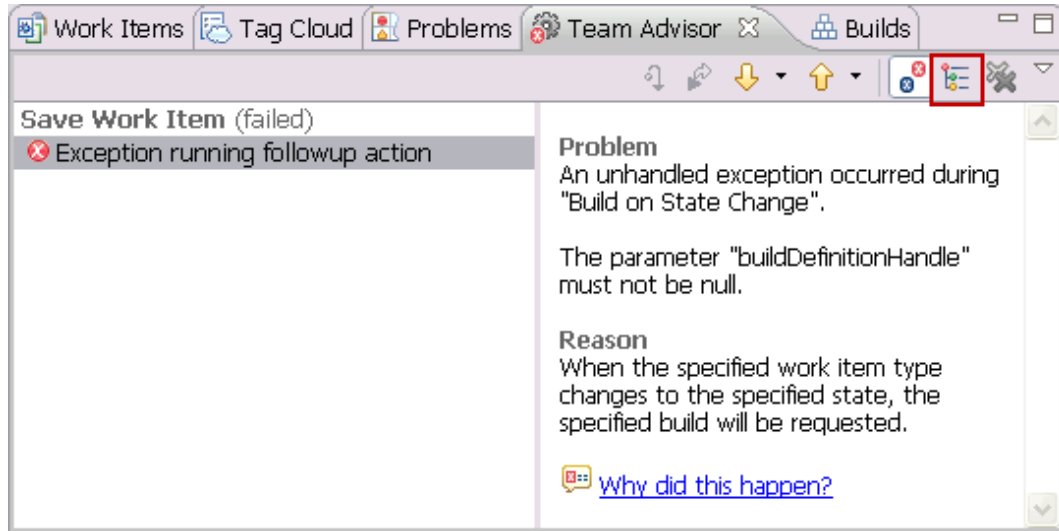 Work Items Tag Cloud Problems Team Advisor Builds
Save Work Item (failed)
Exception running followup action
Problem
An unhandled exception occurred during
"Build on State Change".
The parameter "buildDefinitionHandle"
must not be null.
Reason
When the specified work item type
changes to the specified state, the
specified build will be requested.
Why did this happen?